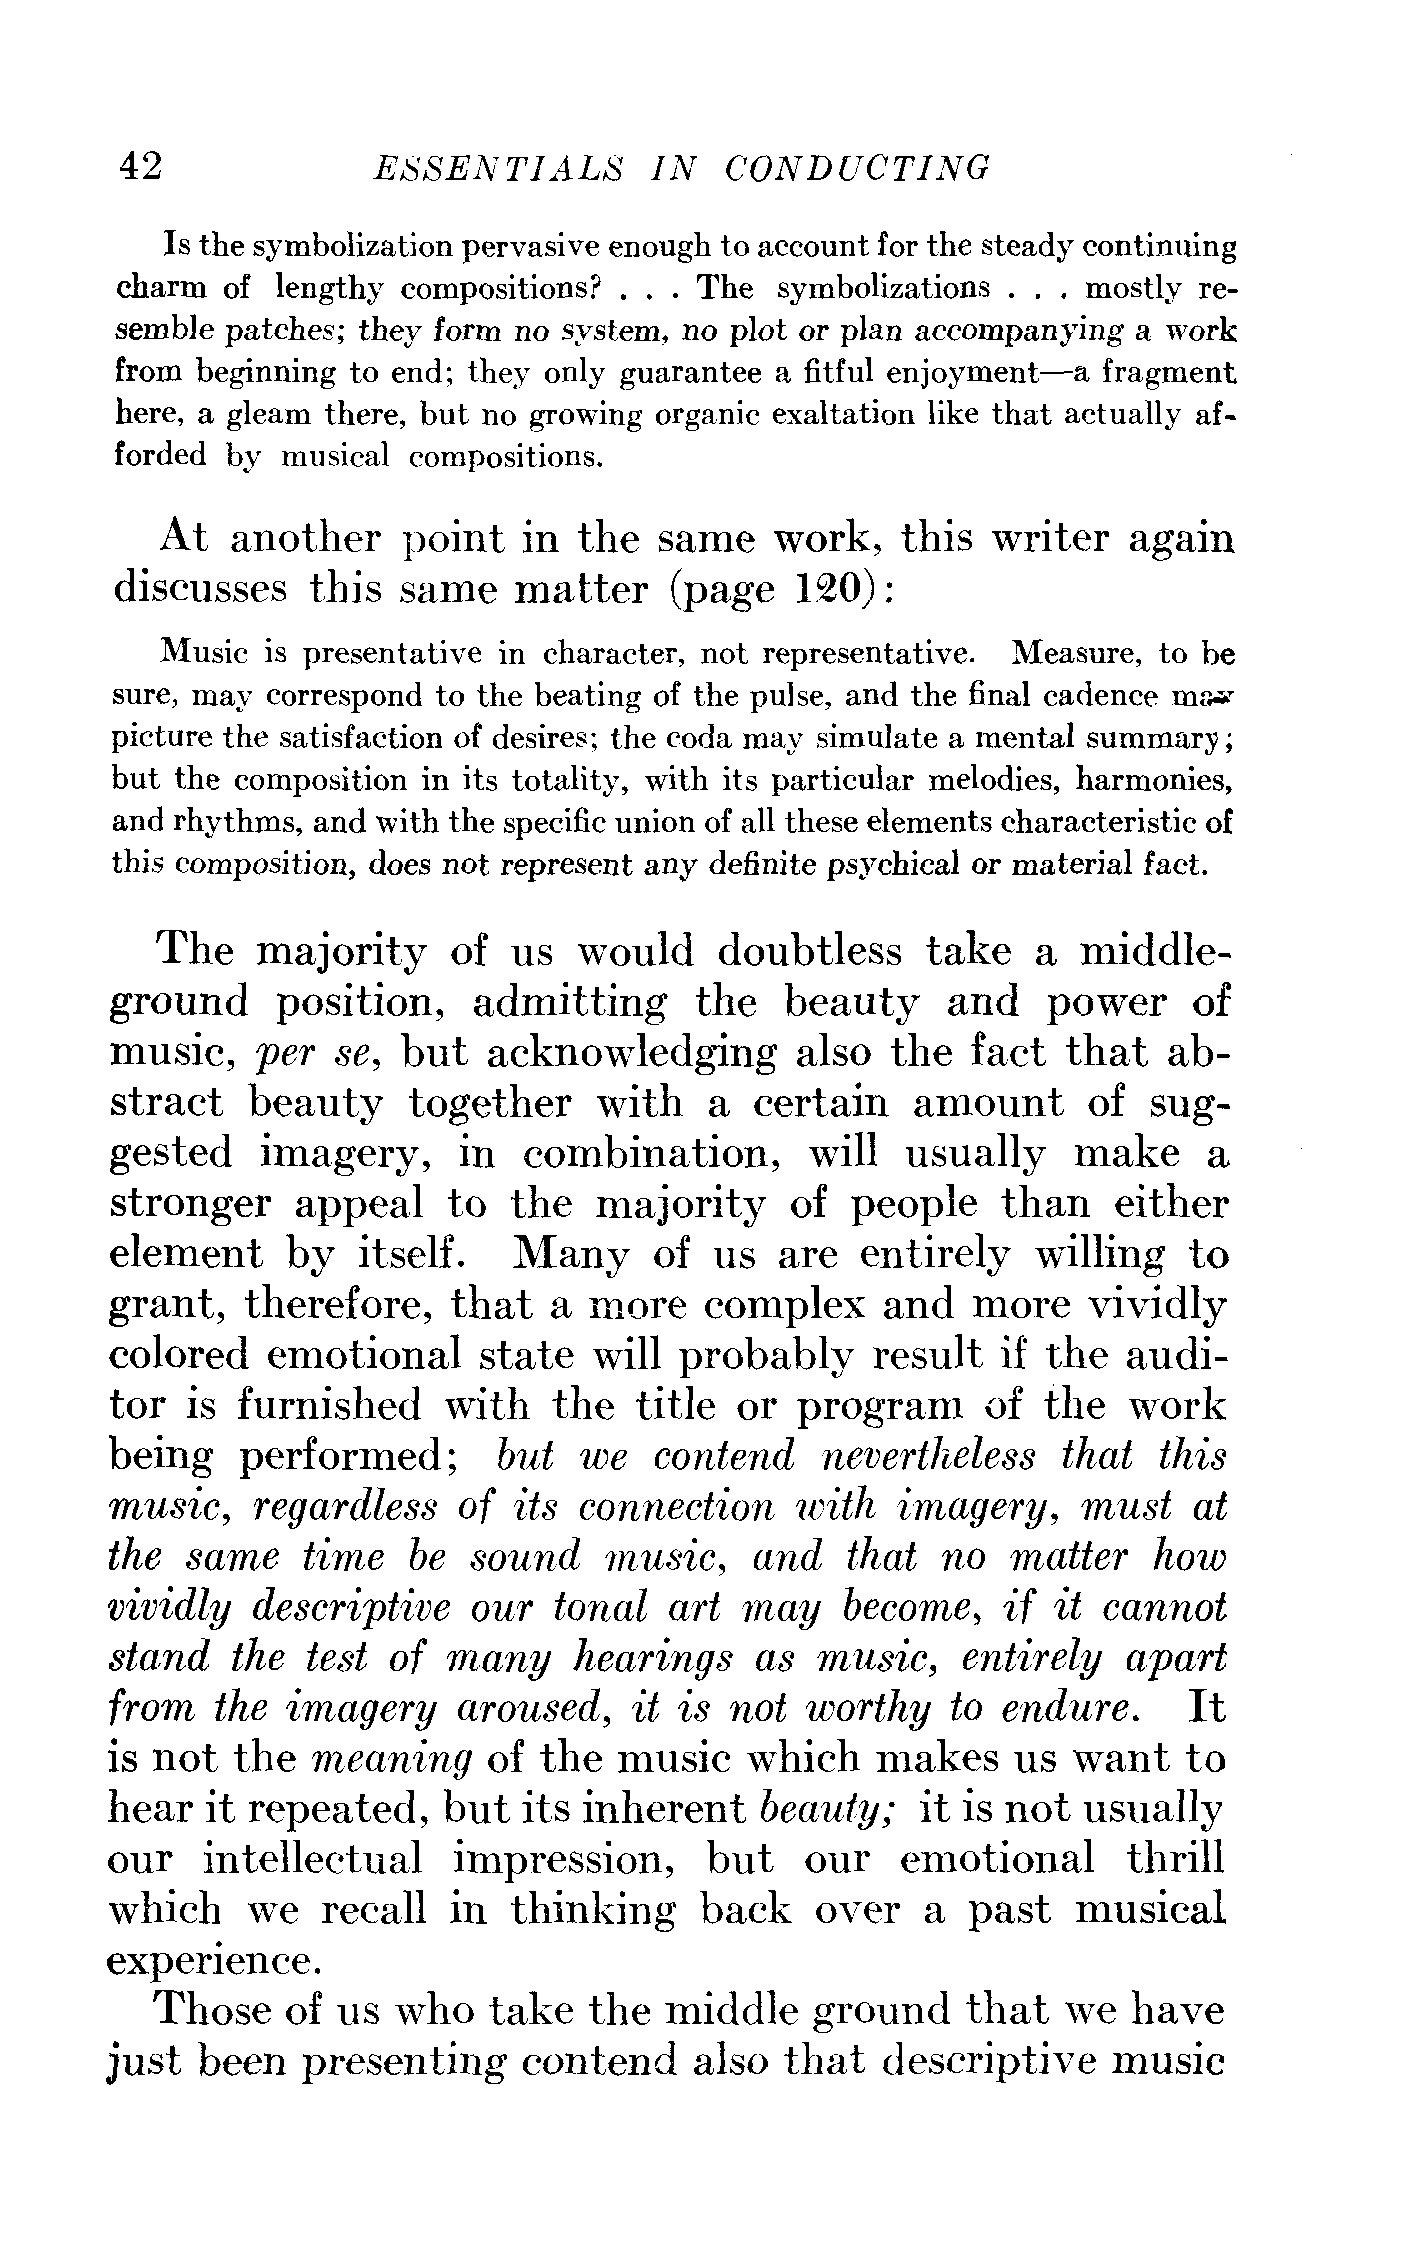 42 ESSENTIALS IN CONDUCTING
Is the symbolization pervasive enough to account for the steady continuing
charm of lengthy compositions? . . . The symbolizations . . . mostly re-
semble patches; they form no system, no plot or plan accompanying a work
from beginning to end; they only guarantee a fitful enjoyment—a fragment
here, a gleam there, but no growing organic exaltation like that actually af-
forded by musical compositions.
At another point in the same work, this writer again
discusses this same matter (page 120):
Music is presentative in character, not representative. Measure, to be
sure, may correspond to the beating of the pulse, and the final cadence may
picture the satisfaction of desires; the coda may simulate a mental summary;
but the composition in its totality, with its particular melodies, harmonies,
and rhythms, and with the specific union of all these elements characteristic of
this composition, does not represent any definite psychical or material fact.
The majority of us would doubtless take a middle-
ground position, admitting the beauty and power of
music, per se, but acknowledging also the fact that ab-
stract beauty together with a certain amount of sug-
gested imagery, in combination, will usually make a
stronger appeal to the majority of people than either
element by itself. Many of us are entirely willing to
grant, therefore, that a more complex and more vividly
colored emotional state will probably result if the audi-
tor is furnished with the title or program of the work
being performed; but we contend nevertheless that this
music, regardless of its connection with imagery, must at
the same time be sound music, and that no matter how
vividly descriptive our tonal art may become, if it cannot
stand the test of many hearings as music, entirely apart
from the imagery aroused, it is not worthy to endure. It
is not the meaning of the music which makes us want to
hear it repeated, but its inherent beauty; it is not usually
our intellectual impression, but our emotional thrill
which we recall in thinking back over a past musical
experience.
Those of us who take the middle ground that we have
just been presenting contend also that descriptive music